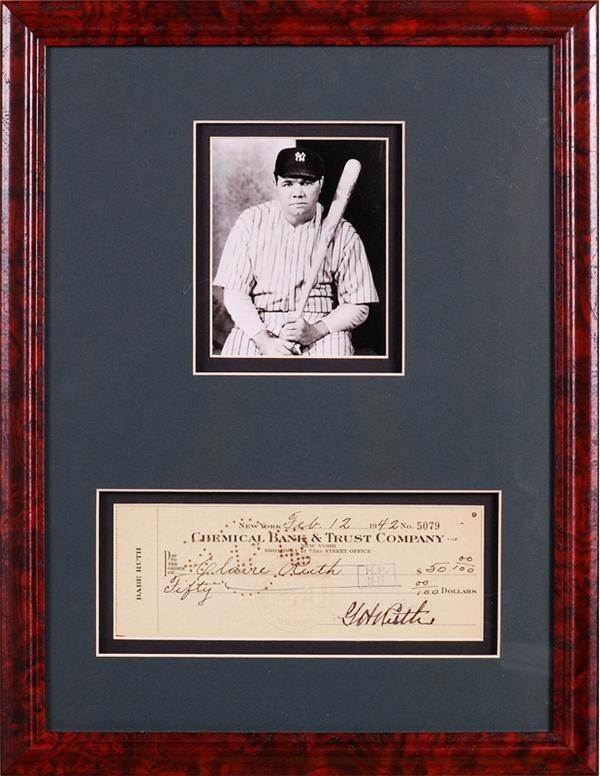 NY
9
New York Feb. 12 1942 No. 5079
Chemical Bank & Trust Company
New York
Broadway at 73rd Street Office
BABE RUTH
Pay to the order of Claire Ruth $ 50 00/100
Fifty 00/100 Dollars
G H Ruth